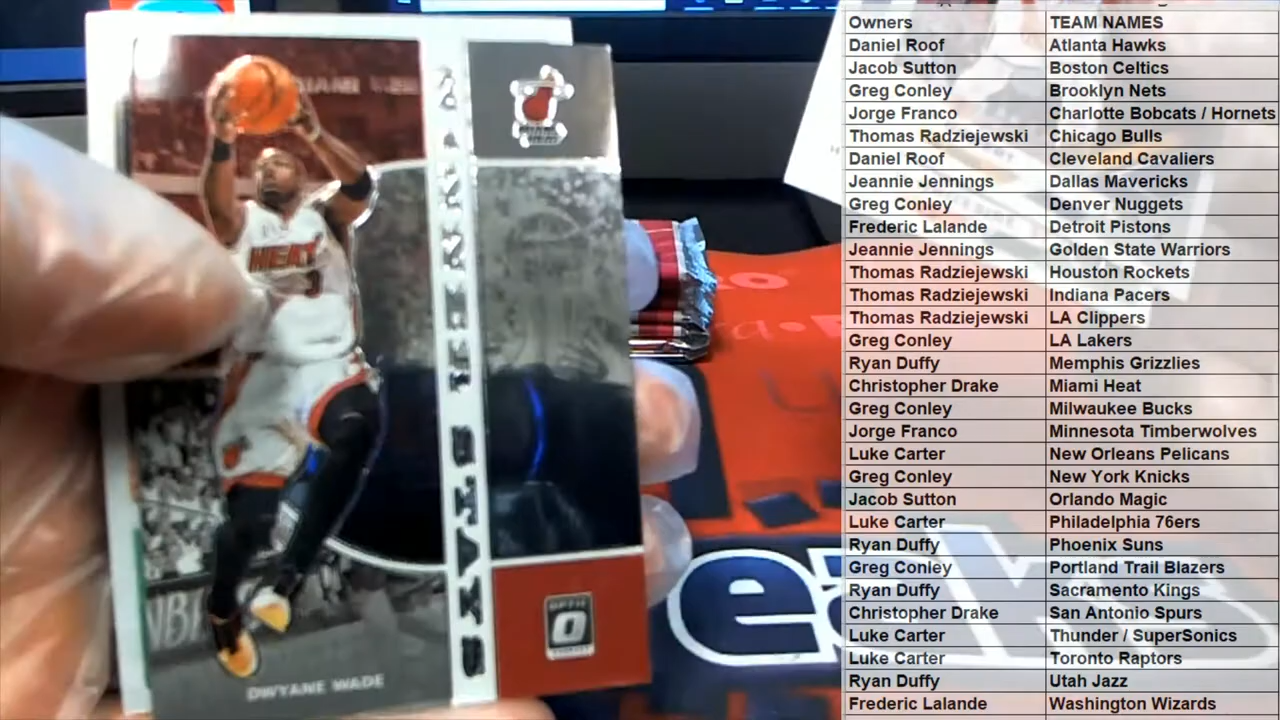 HEAT
3
DWYANE WADE
MY HOUSE
OPTIC
Owners TEAM NAMES
Daniel Roof Atlanta Hawks
Jacob Sutton Boston Celtics
Greg Conley Brooklyn Nets
Jorge Franco Charlotte Bobcats / Hornets
Thomas Radziejewski Chicago Bulls
Daniel Roof Cleveland Cavaliers
Jeannie Jennings Dallas Mavericks
Greg Conley Denver Nuggets
Frederic Lalande Detroit Pistons
Jeannie Jennings Golden State Warriors
Thomas Radziejewski Houston Rockets
Thomas Radziejewski Indiana Pacers
Thomas Radziejewski LA Clippers
Greg Conley LA Lakers
Ryan Duffy Memphis Grizzlies
Christopher Drake Miami Heat
Greg Conley Milwaukee Bucks
Jorge Franco Minnesota Timberwolves
Luke Carter New Orleans Pelicans
Greg Conley New York Knicks
Jacob Sutton Orlando Magic
Luke Carter Philadelphia 76ers
Ryan Duffy Phoenix Suns
Greg Conley Portland Trail Blazers
Ryan Duffy Sacramento Kings
Christopher Drake San Antonio Spurs
Luke Carter Thunder / SuperSonics
Luke Carter Toronto Raptors
Ryan Duffy Utah Jazz
Frederic Lalande Washington Wizards